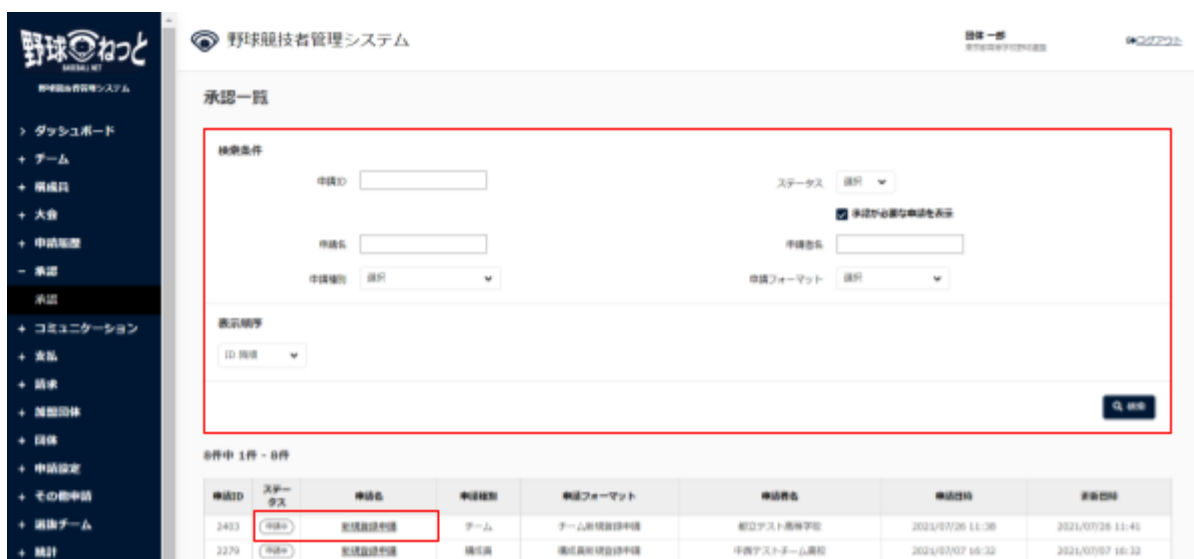 野球ねっと
BASEBALL NET
野球競技者管理システム
野球競技者管理システム
団体 一郎
ログアウト
承認一覧
> ダッシュボード
+ チーム
+ 構成員
+ 大会
+ 申請履歴
− 承認
承認
+ コミュニケーション
+ 支払
+ 請求
+ 加盟団体
+ 団体
+ 申請設定
+ その他申請
+ 選抜チーム
+ 統計
検索条件
申請ID
ステータス 選択
承認が必要な申請を表示
申請名
申請者名
申請種別 選択
申請フォーマット 選択
表示順序
ID 降順
検索
8件中 1件 - 8件
申請ID ステータス 申請名 申請種別 申請フォーマット 申請者名 申請日時 更新日時
2403 申請中 新規登録申請 チーム チーム新規登録申請 都立テスト高等学校 2021/07/26 11:38 2021/07/26 11:41
2279 申請中 新規登録申請 構成員 構成員新規登録申請 中西テストチーム高校 2021/07/07 16:32 2021/07/07 16:32